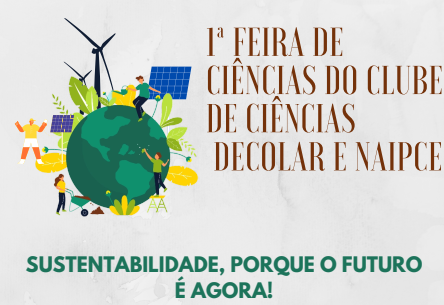 1ª FEIRA DE
CIÊNCIAS DO CLUBE
DE CIÊNCIAS
DECOLAR E NAIPCE
SUSTENTABILIDADE, PORQUE O FUTURO
É AGORA!